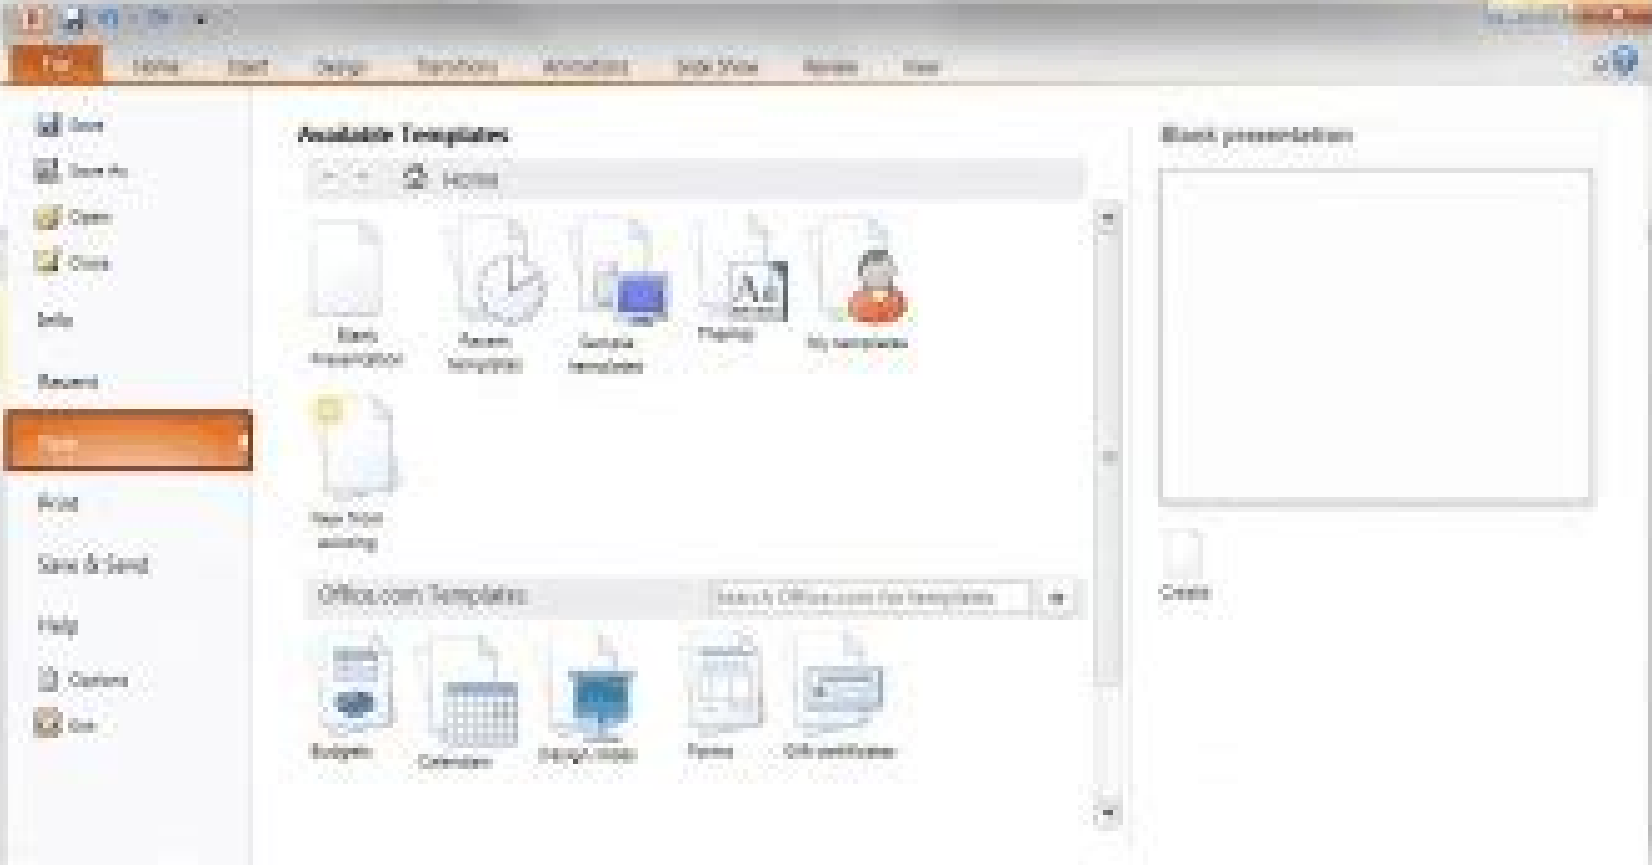 File
Home Insert Design Transitions Animations Slide Show Review View
Save
Save As
Open
Close
Info
Recent
New
Print
Save & Send
Help
Options
Exit
Available Templates
Home
Blank
presentation
Recent
templates
Sample
templates
Themes
My templates
New from
existing
Office.com Templates
Search Office.com for templates
Budgets
Calendars
Design slides
Forms
Gift certificates
Blank presentation
Create